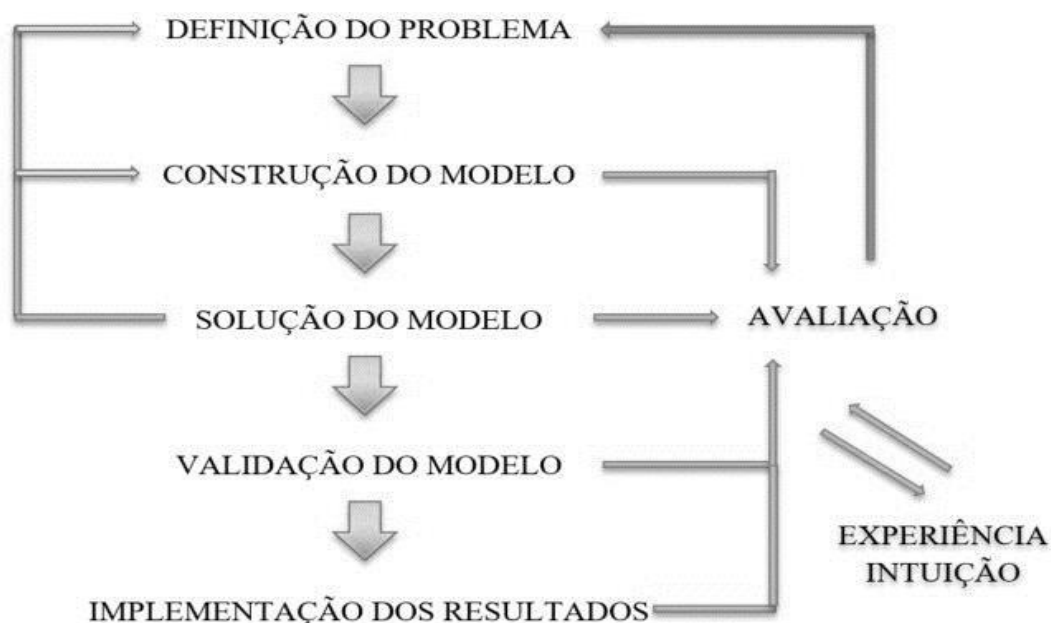 DEFINIÇÃO DO PROBLEMA
CONSTRUÇÃO DO MODELO
SOLUÇÃO DO MODELO
AVALIAÇÃO
VALIDAÇÃO DO MODELO
EXPERIÊNCIA
INTUIÇÃO
IMPLEMENTAÇÃO DOS RESULTADOS